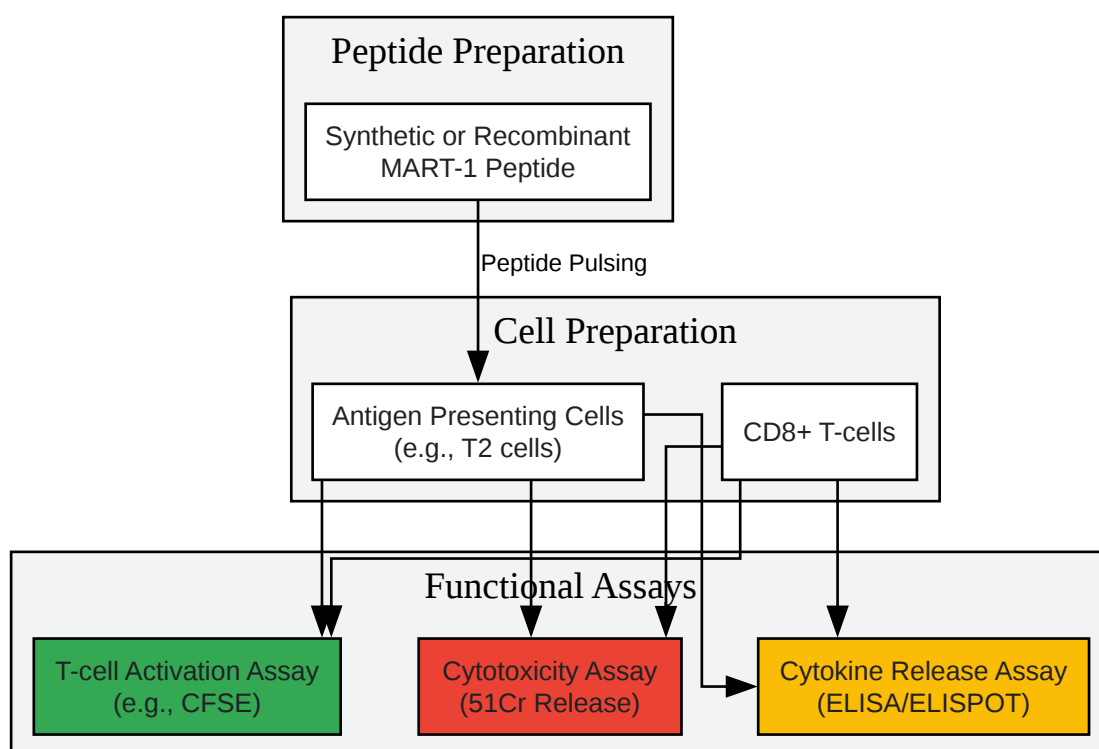 Peptide Preparation
Synthetic or Recombinant
MART-1 Peptide
Peptide Pulsing
Cell Preparation
Antigen Presenting Cells
(e.g., T2 cells)
CD8+ T-cells
Functional Assays
T-cell Activation Assay
(e.g., CFSE)
Cytotoxicity Assay
(51Cr Release)
Cytokine Release Assay
(ELISA/ELISPOT)